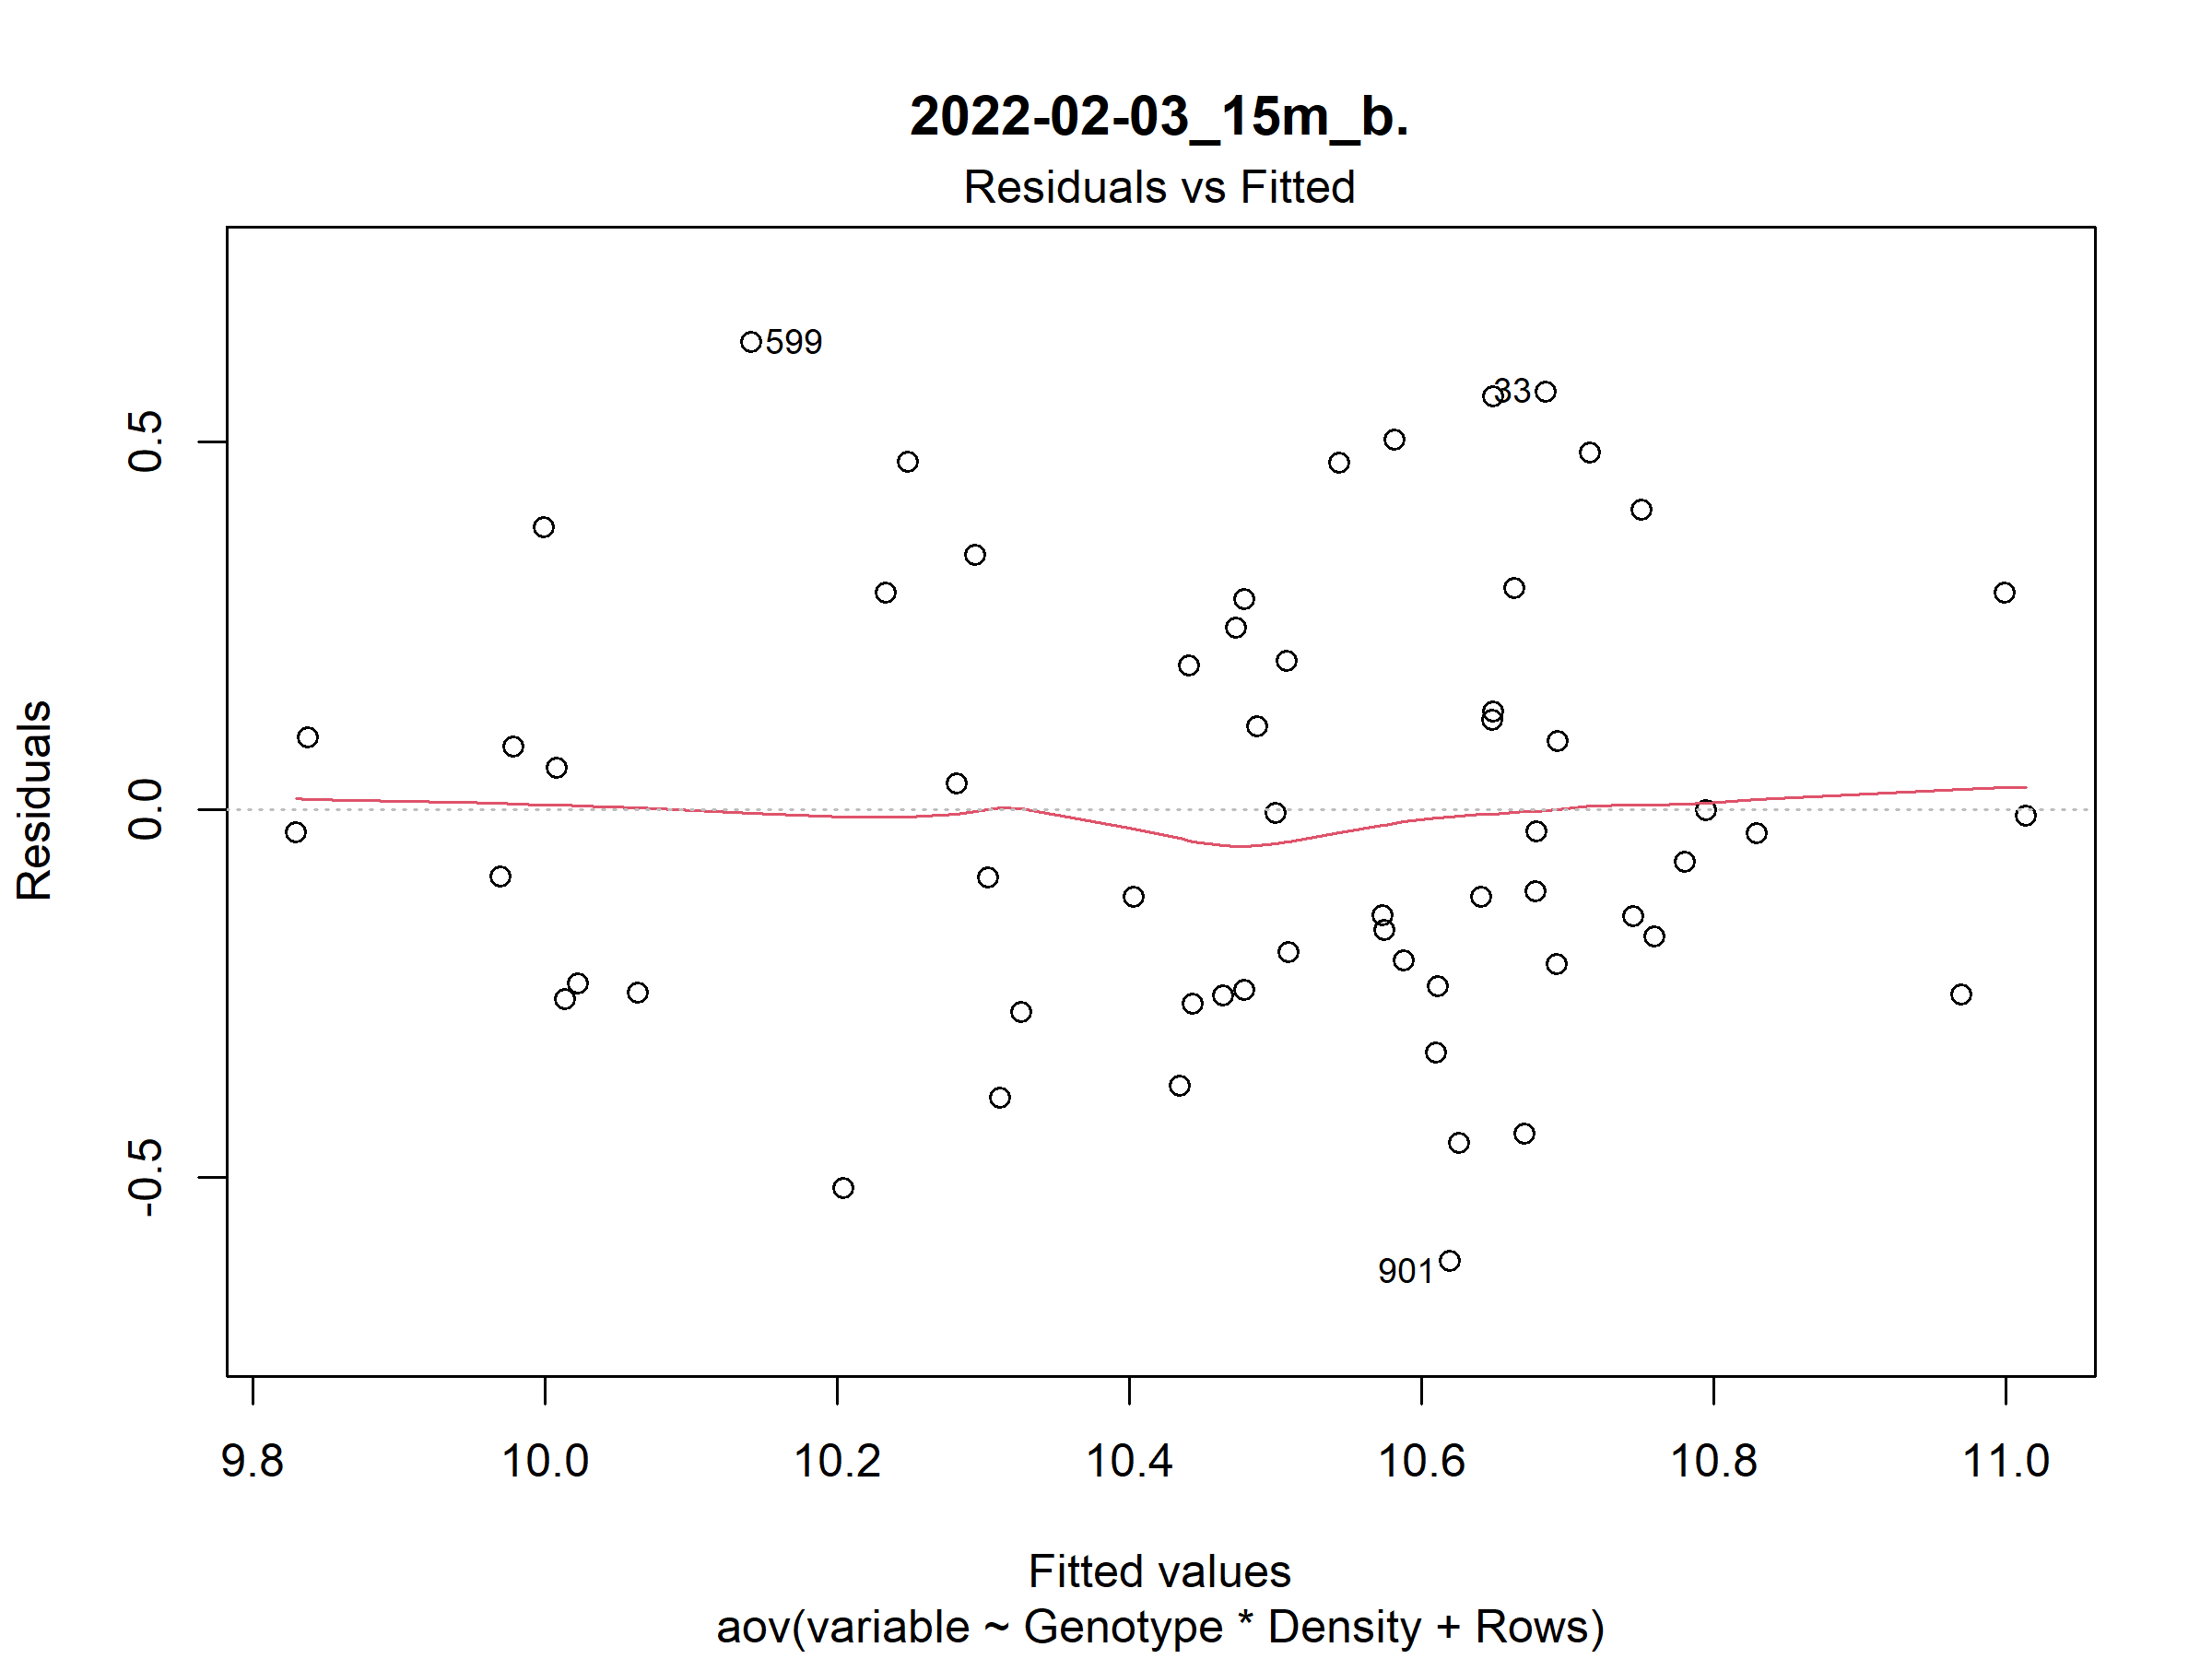 2022-02-03_15m_b.
Residuals vs Fitted
599
33
901
Residuals
0.5
0.0
-0.5
9.8 10.0 10.2 10.4 10.6 10.8 11.0
Fitted values
aov(variable ~ Genotype * Density + Rows)